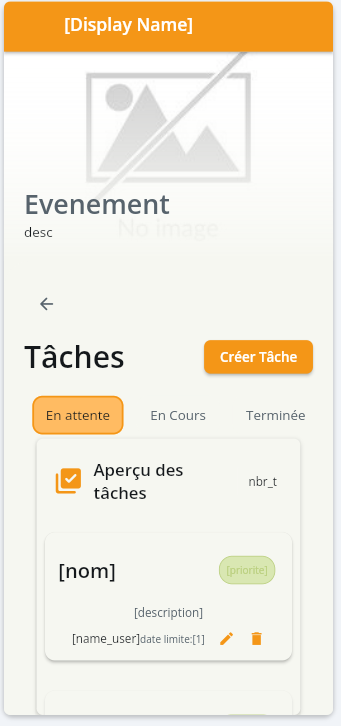 [Display Name]
No image
Evenement
desc
Tâches
Créer Tâche
En attente
En Cours
Terminée
Aperçu des
tâches
nbr_t
[nom]
[priorite]
[description]
[name_user]date limite:[1]